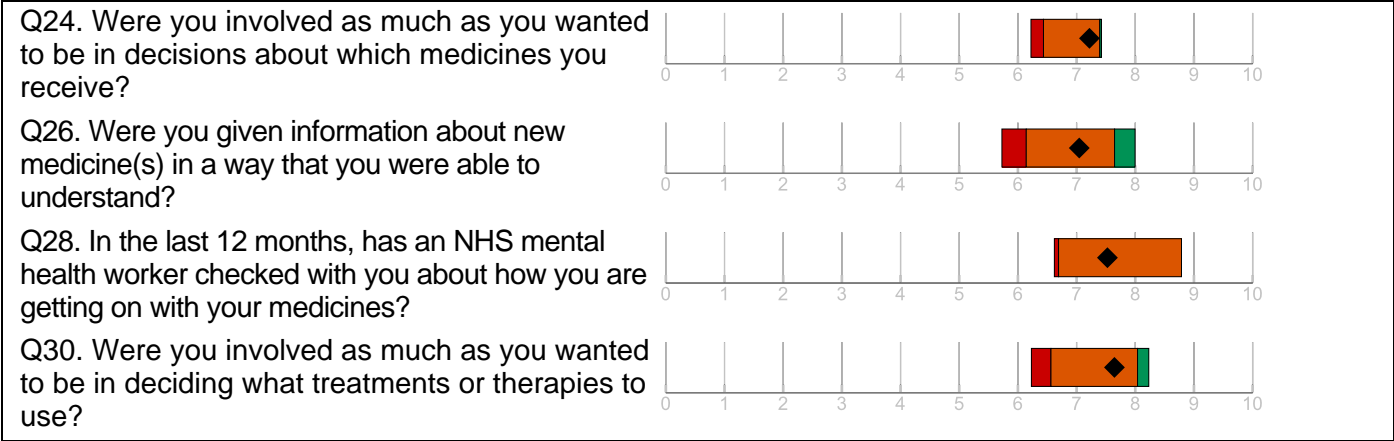 Q24. Were you involved as much as you wanted
to be in decisions about which medicines you
receive?
0 1 2 3 4 5 6 7 8 9 10
Q26. Were you given information about new
medicine(s) in a way that you were able to
understand?
0 1 2 3 4 5 6 7 8 9 10
Q28. In the last 12 months, has an NHS mental
health worker checked with you about how you are
getting on with your medicines?
0 1 2 3 4 5 6 7 8 9 10
Q30. Were you involved as much as you wanted
to be in deciding what treatments or therapies to
use?
0 1 2 3 4 5 6 7 8 9 10